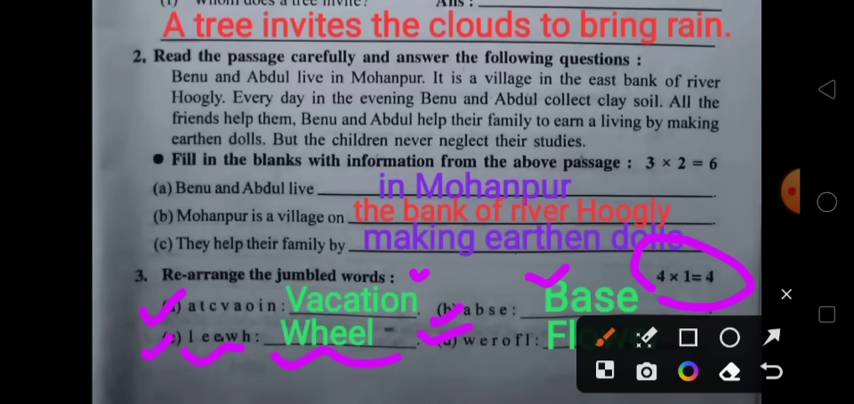 (1) Whom does a tree invite? Ans :
A tree invites the clouds to bring rain.
2. Read the passage carefully and answer the following questions :
Benu and Abdul live in Mohanpur. It is a village in the east bank of river
Hoogly. Every day in the evening Benu and Abdul collect clay soil. All the
friends help them. Benu and Abdul help their family to earn a living by making
earthen dolls. But the children never neglect their studies.
● Fill in the blanks with information from the above passage : 3 × 2 = 6
(a) Benu and Abdul live in Mohanpur.
(b) Mohanpur is a village on the bank of river Hoogly.
(c) They help their family by making earthen dolls.
3. Re-arrange the jumbled words : 4 × 1= 4
a t c v a o i n : Vacation. (b) a b s e : Base
l e e w h : Wheel. w e r o f l :